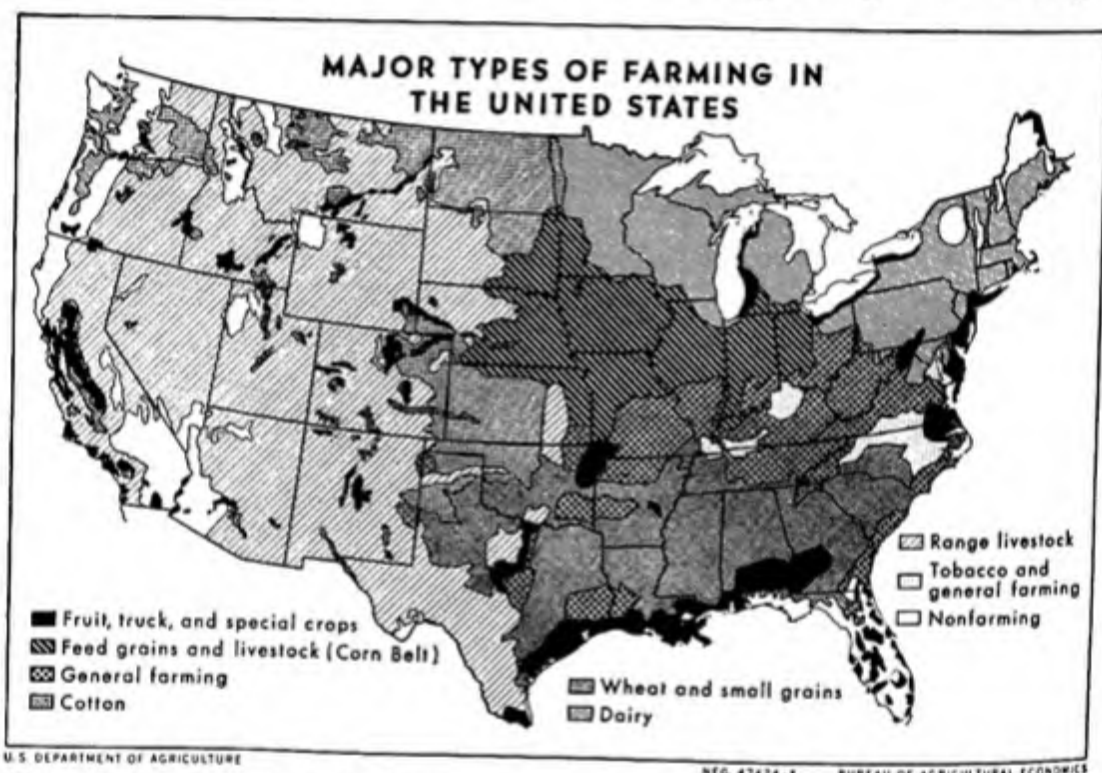 MAJOR TYPES OF FARMING IN
THE UNITED STATES
Range livestock
Tobacco and
general farming
Nonfarming
Fruit, truck, and special crops
Feed grains and livestock (Corn Belt)
General farming
Cotton
Wheat and small grains
Dairy
U.S. DEPARTMENT OF AGRICULTURE
NEG. BUREAU OF AGRICULTURAL ECONOMICS